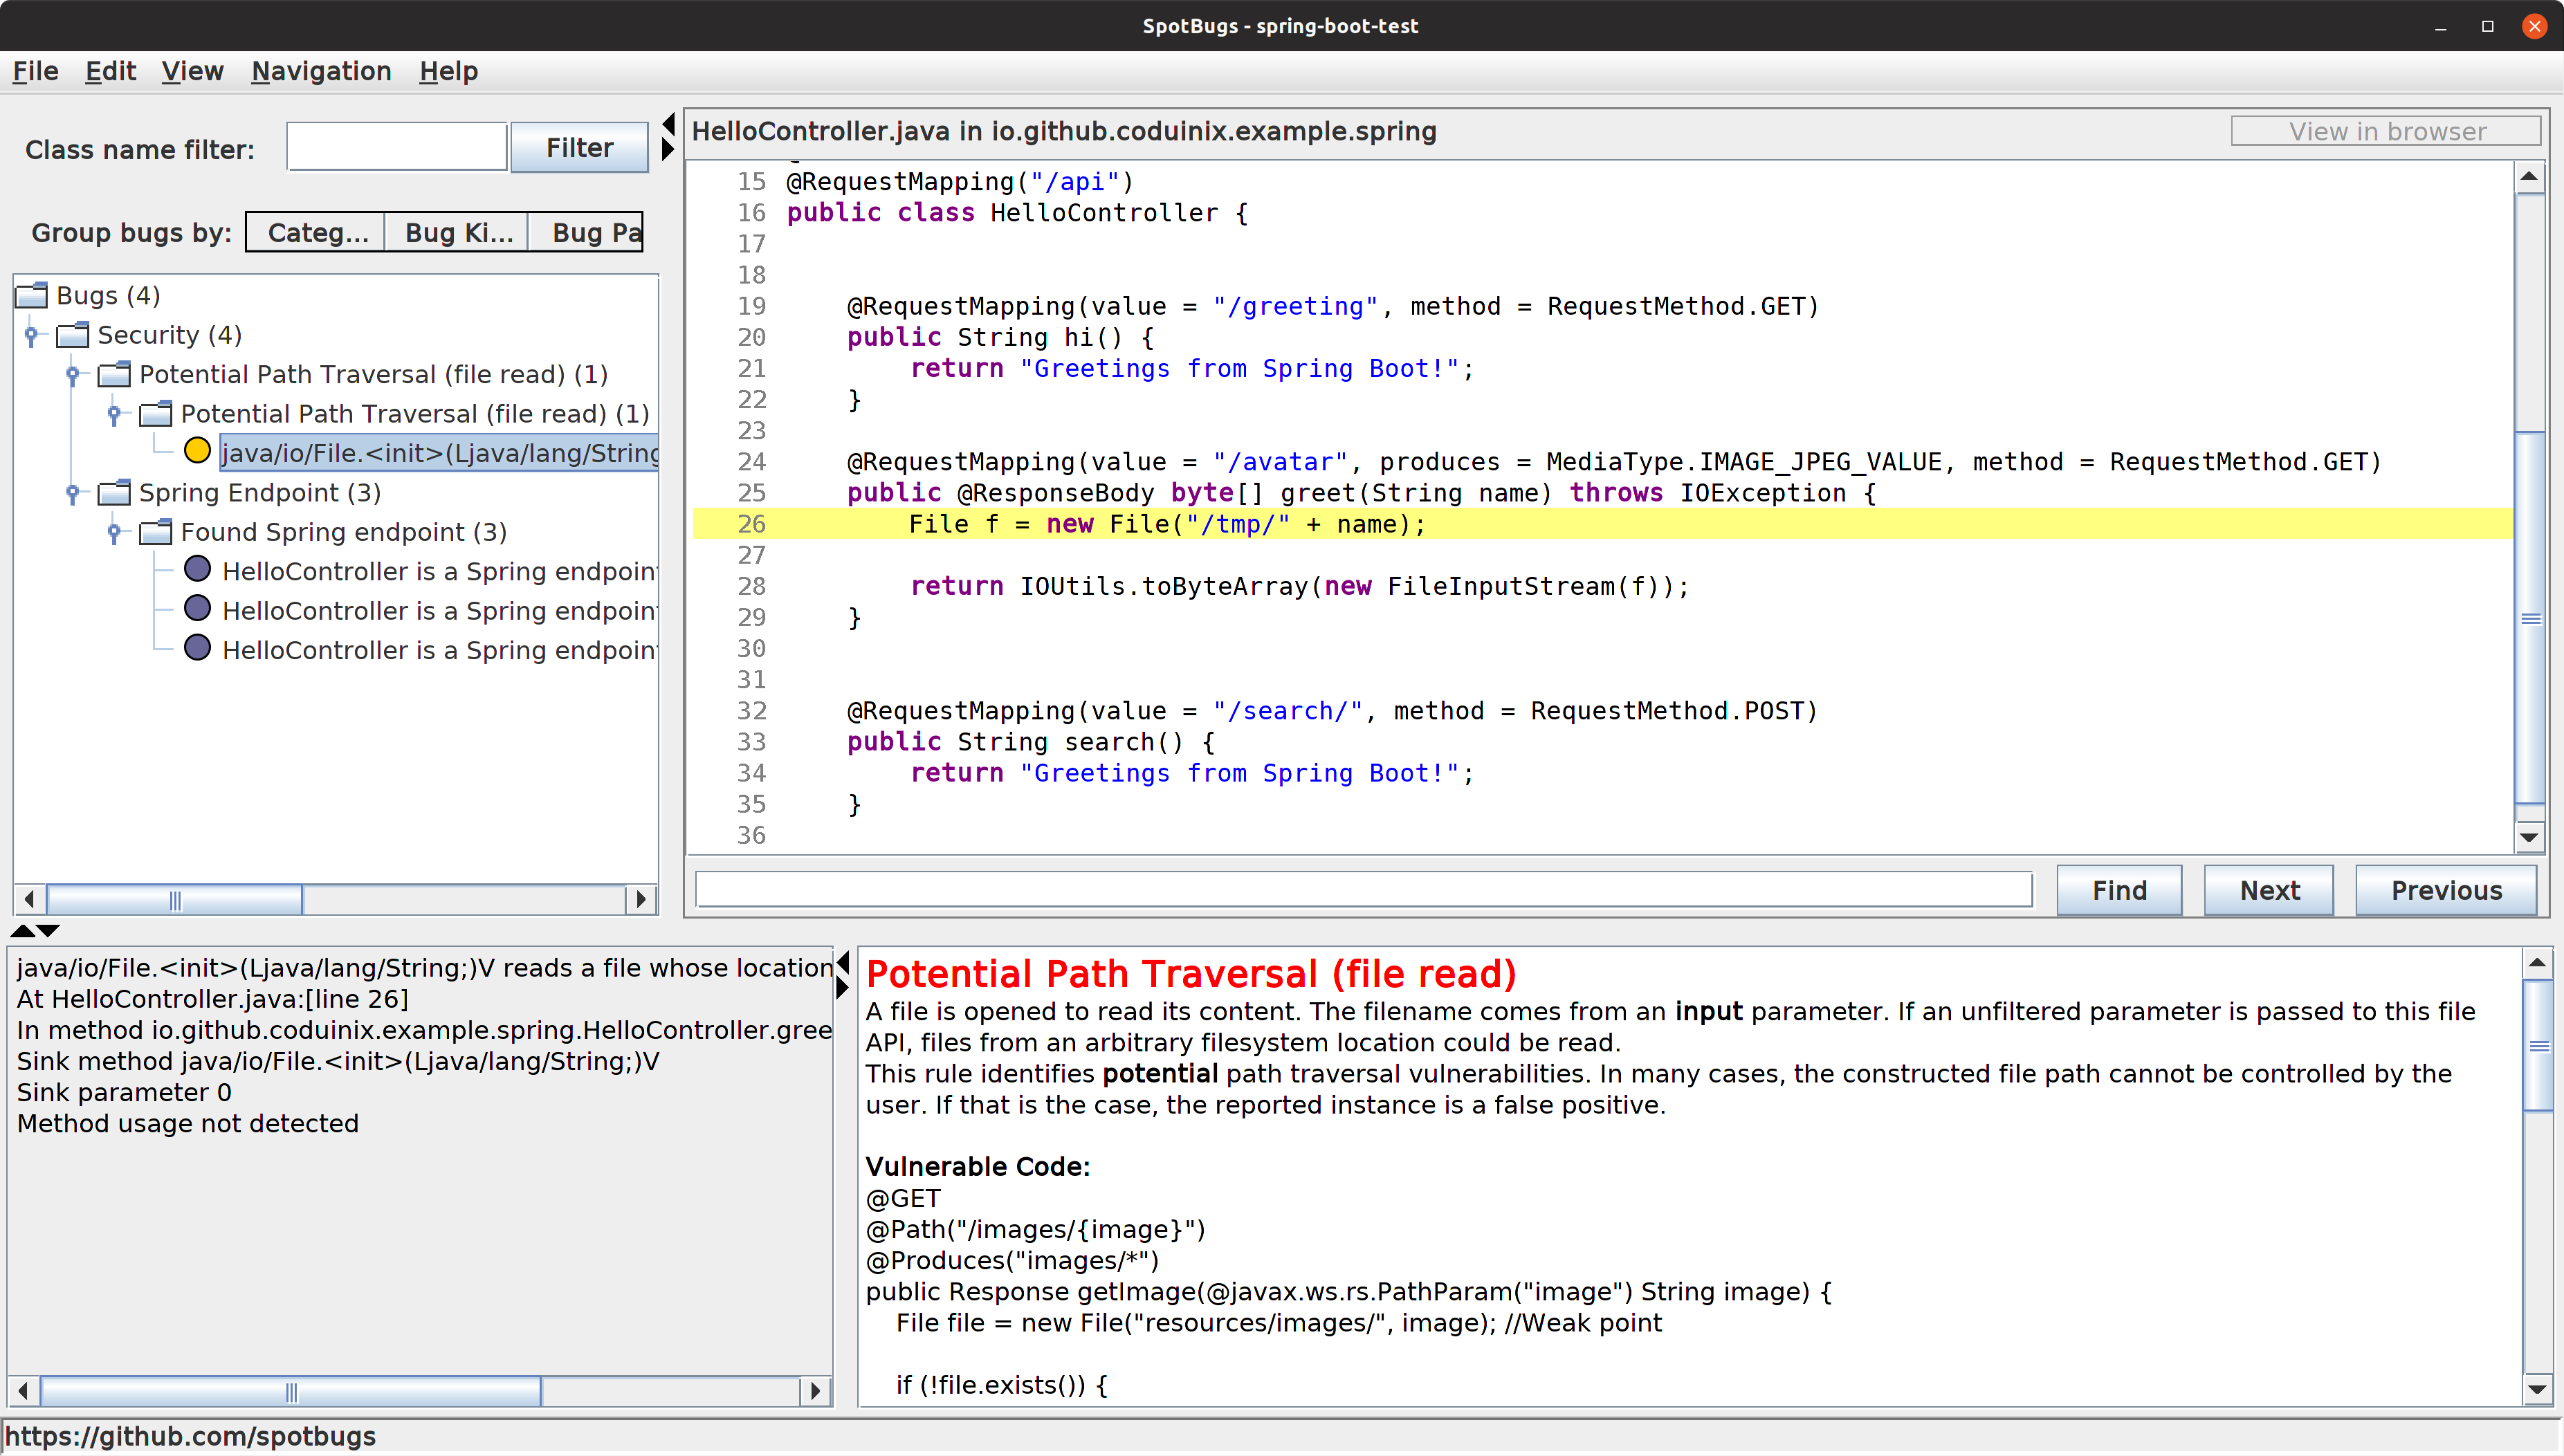 SpotBugs - spring-boot-test
File Edit View Navigation Help
Class name filter: Filter
Group bugs by: Categ... Bug Ki... Bug Pa
Bugs (4)
Security (4)
Potential Path Traversal (file read) (1)
Potential Path Traversal (file read) (1)
java/io/File.<init>(Ljava/lang/String
Spring Endpoint (3)
Found Spring endpoint (3)
HelloController is a Spring endpoint
HelloController is a Spring endpoint
HelloController is a Spring endpoint
HelloController.java in io.github.coduinix.example.spring View in browser
15 @RequestMapping("/api")
16 public class HelloController {
17
18
19 @RequestMapping(value = "/greeting", method = RequestMethod.GET)
20 public String hi() {
21 return "Greetings from Spring Boot!";
22 }
23
24 @RequestMapping(value = "/avatar", produces = MediaType.IMAGE_JPEG_VALUE, method = RequestMethod.GET)
25 public @ResponseBody byte[] greet(String name) throws IOException {
26 File f = new File("/tmp/" + name);
27
28 return IOUtils.toByteArray(new FileInputStream(f));
29 }
30
31
32 @RequestMapping(value = "/search/", method = RequestMethod.POST)
33 public String search() {
34 return "Greetings from Spring Boot!";
35 }
36
Find Next Previous
java/io/File.<init>(Ljava/lang/String;)V reads a file whose location
At HelloController.java:[line 26]
In method io.github.coduinix.example.spring.HelloController.gree
Sink method java/io/File.<init>(Ljava/lang/String;)V
Sink parameter 0
Method usage not detected
Potential Path Traversal (file read)
A file is opened to read its content. The filename comes from an input parameter. If an unfiltered parameter is passed to this file
API, files from an arbitrary filesystem location could be read.
This rule identifies potential path traversal vulnerabilities. In many cases, the constructed file path cannot be controlled by the
user. If that is the case, the reported instance is a false positive.
Vulnerable Code:
@GET
@Path("/images/{image}")
@Produces("images/*")
public Response getImage(@javax.ws.rs.PathParam("image") String image) {
File file = new File("resources/images/", image); //Weak point
if (!file.exists()) {
https://github.com/spotbugs